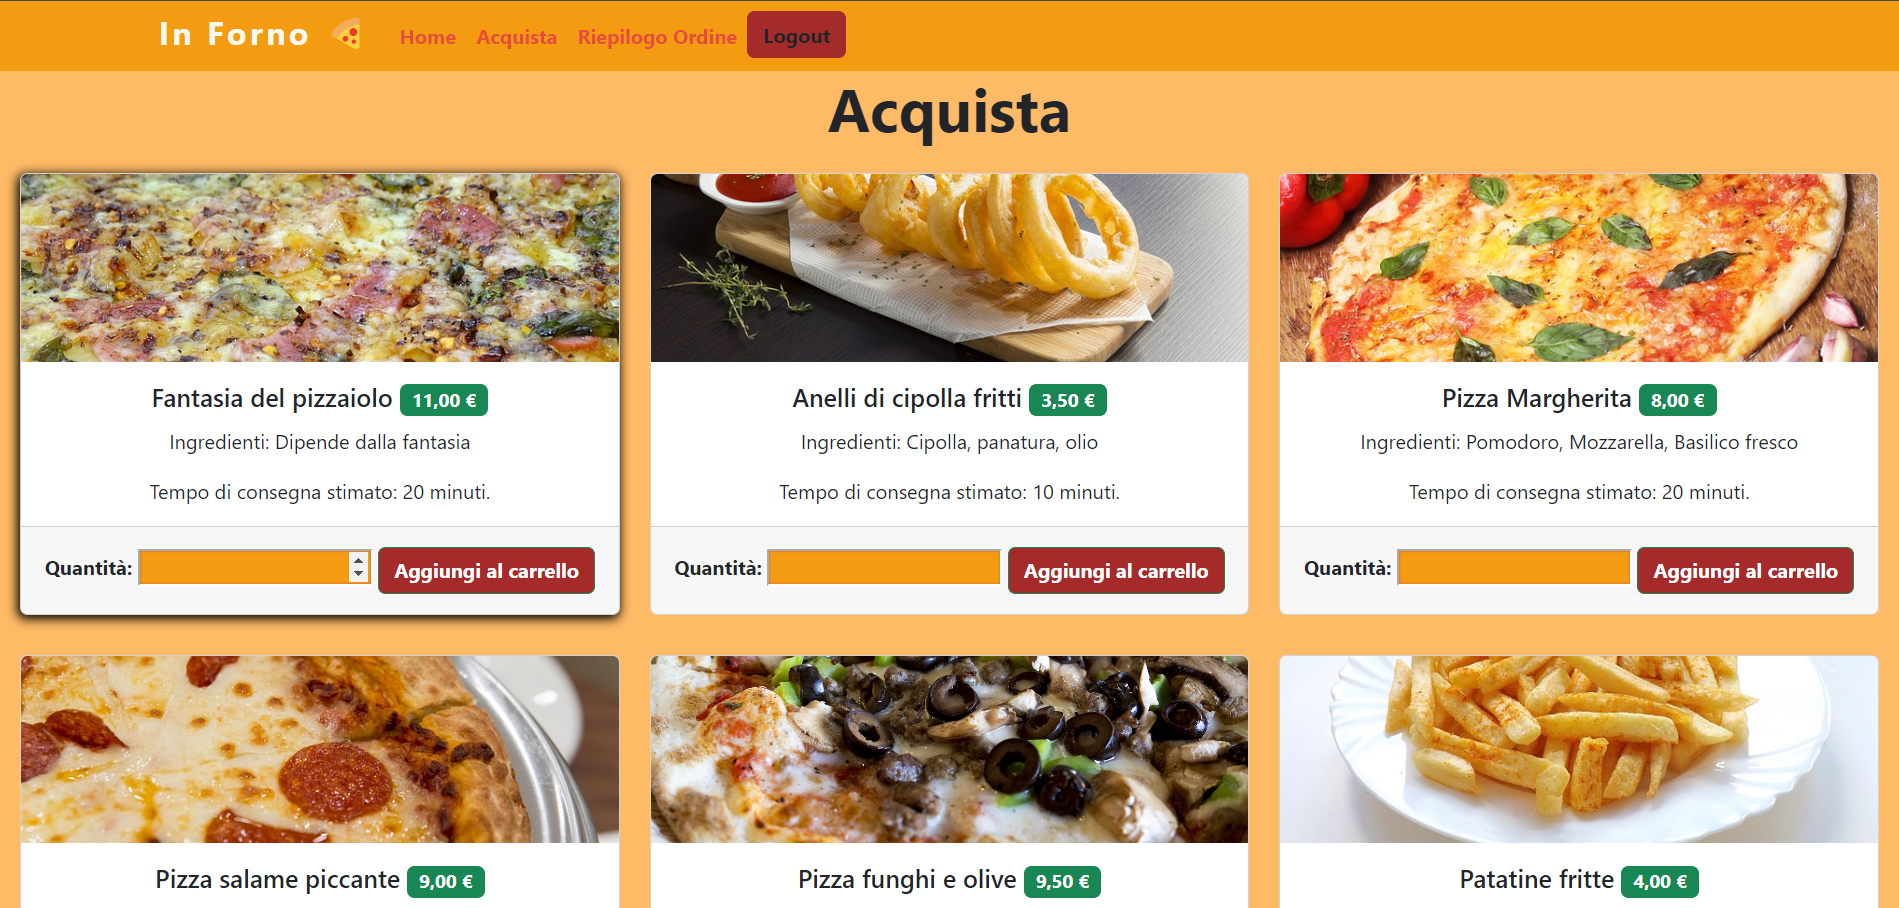 In Forno Home Acquista Riepilogo Ordine Logout
Acquista
Fantasia del pizzaiolo 11,00 €
Ingredienti: Dipende dalla fantasia
Tempo di consegna stimato: 20 minuti.
Quantità: Aggiungi al carrello
Anelli di cipolla fritti 3,50 €
Ingredienti: Cipolla, panatura, olio
Tempo di consegna stimato: 10 minuti.
Quantità: Aggiungi al carrello
Pizza Margherita 8,00 €
Ingredienti: Pomodoro, Mozzarella, Basilico fresco
Tempo di consegna stimato: 20 minuti.
Quantità: Aggiungi al carrello
Pizza salame piccante 9,00 €
Pizza funghi e olive 9,50 €
Patatine fritte 4,00 €